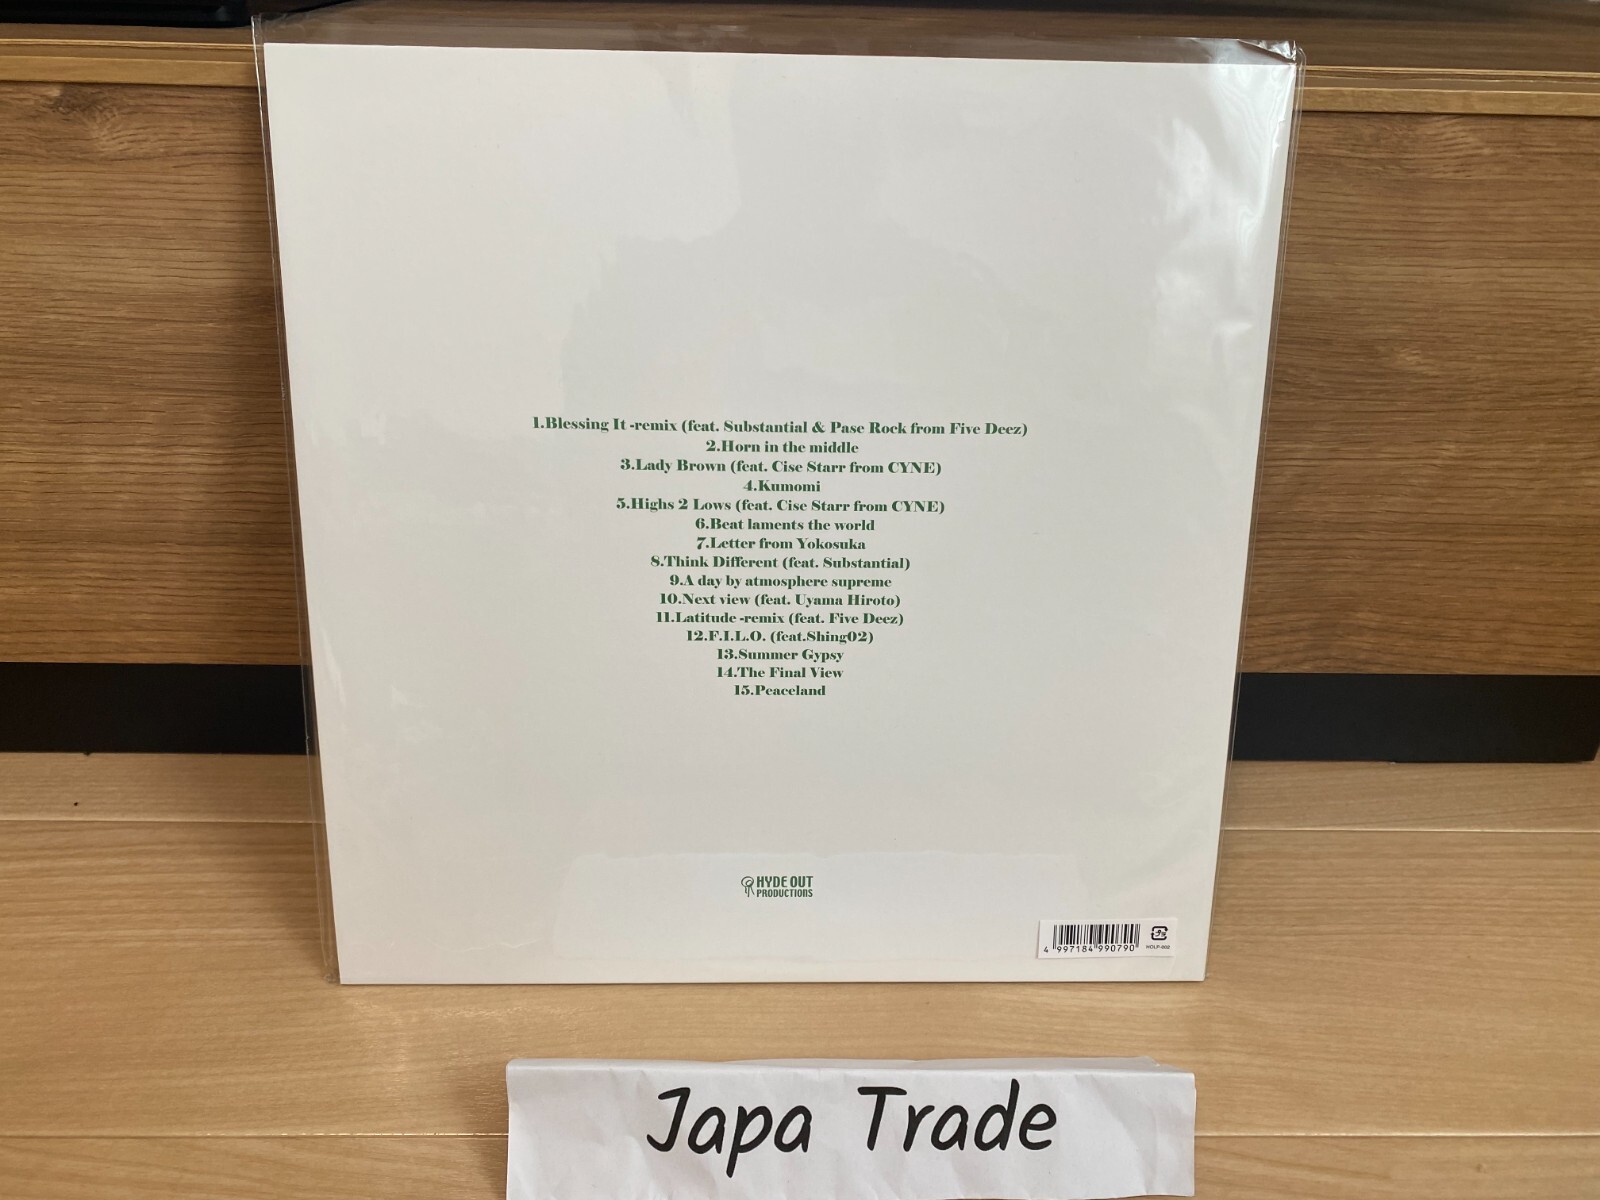 1.Blessing It -remix (feat. Substantial & Pase Rock from Five Deez)
2.Horn in the middle
3.Lady Brown (feat. Cise Starr from CYNE)
4.Kumomi
5.Highs 2 Lows (feat. Cise Starr from CYNE)
6.Beat laments the world
7.Letter from Yokosuka
8.Think Different (feat. Substantial)
9.A day by atmosphere supreme
10.Next view (feat. Uyama Hiroto)
11.Latitude -remix (feat. Five Deez)
12.F.I.L.O. (feat.Shing02)
13.Summer Gypsy
14.The Final View
15.Peaceland
HYDE OUT
PRODUCTIONS
4 997184 990790
Japa Trade